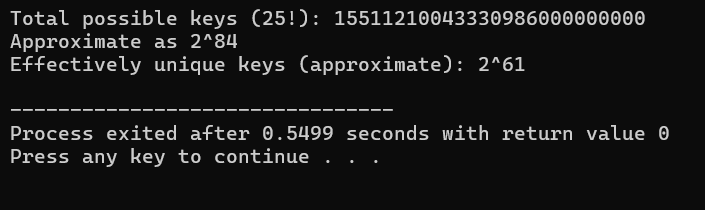 Total possible keys (25!): 15511210043330986000000000
Approximate as 2^84
Effectively unique keys (approximate): 2^61
--------------------------------
Process exited after 0.5499 seconds with return value 0
Press any key to continue . . .